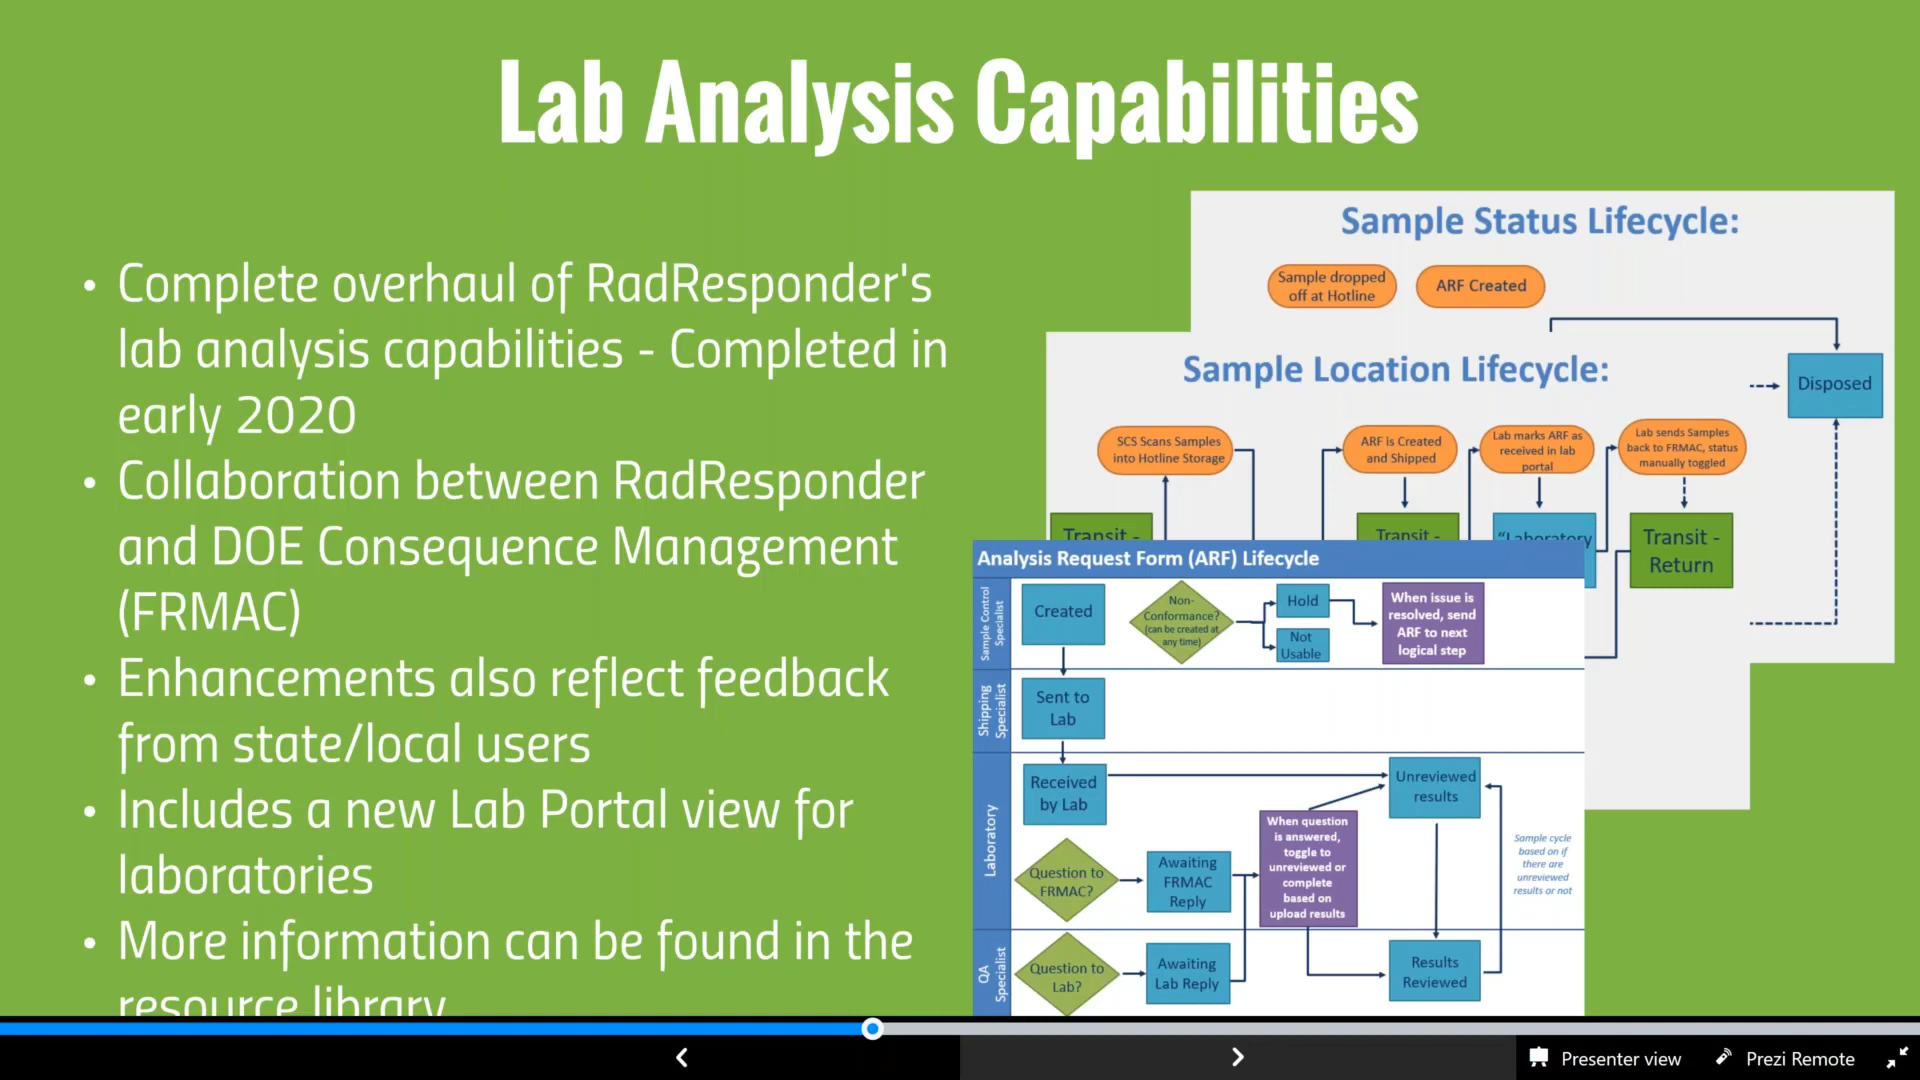 Lab Analysis Capabilities
• Complete overhaul of RadResponder's
lab analysis capabilities - Completed in
early 2020
• Collaboration between RadResponder
and DOE Consequence Management
(FRMAC)
• Enhancements also reflect feedback
from state/local users
• Includes a new Lab Portal view for
laboratories
• More information can be found in the
resource library
Sample Status Lifecycle:
Sample dropped
off at Hotline
ARF Created
Disposed
Sample Location Lifecycle:
SCS Scans Samples
into Hotline Storage
ARF is Created
and Shipped
Lab marks ARF as
received in lab
portal
Lab sends Samples
back to FRMAC, status
manually toggled
Transit -
Transit -
"Laboratory
Transit -
Return
Analysis Request Form (ARF) Lifecycle
Sample Control
Specialist
Created
Non-
Conformance?
(can be created at
any time)
Hold
Not
Usable
When issue is
resolved, send
ARF to next
logical step
Shipping
Specialist
Sent to
Lab
Laboratory
Received
by Lab
Unreviewed
results
Question to
FRMAC?
Awaiting
FRMAC
Reply
When question
is answered,
toggle to
unreviewed or
complete
based on
upload results
Sample cycle
based on if
there are
unreviewed
results or not
QA
Specialist
Question to
Lab?
Awaiting
Lab Reply
Results
Reviewed
Presenter view
Prezi Remote